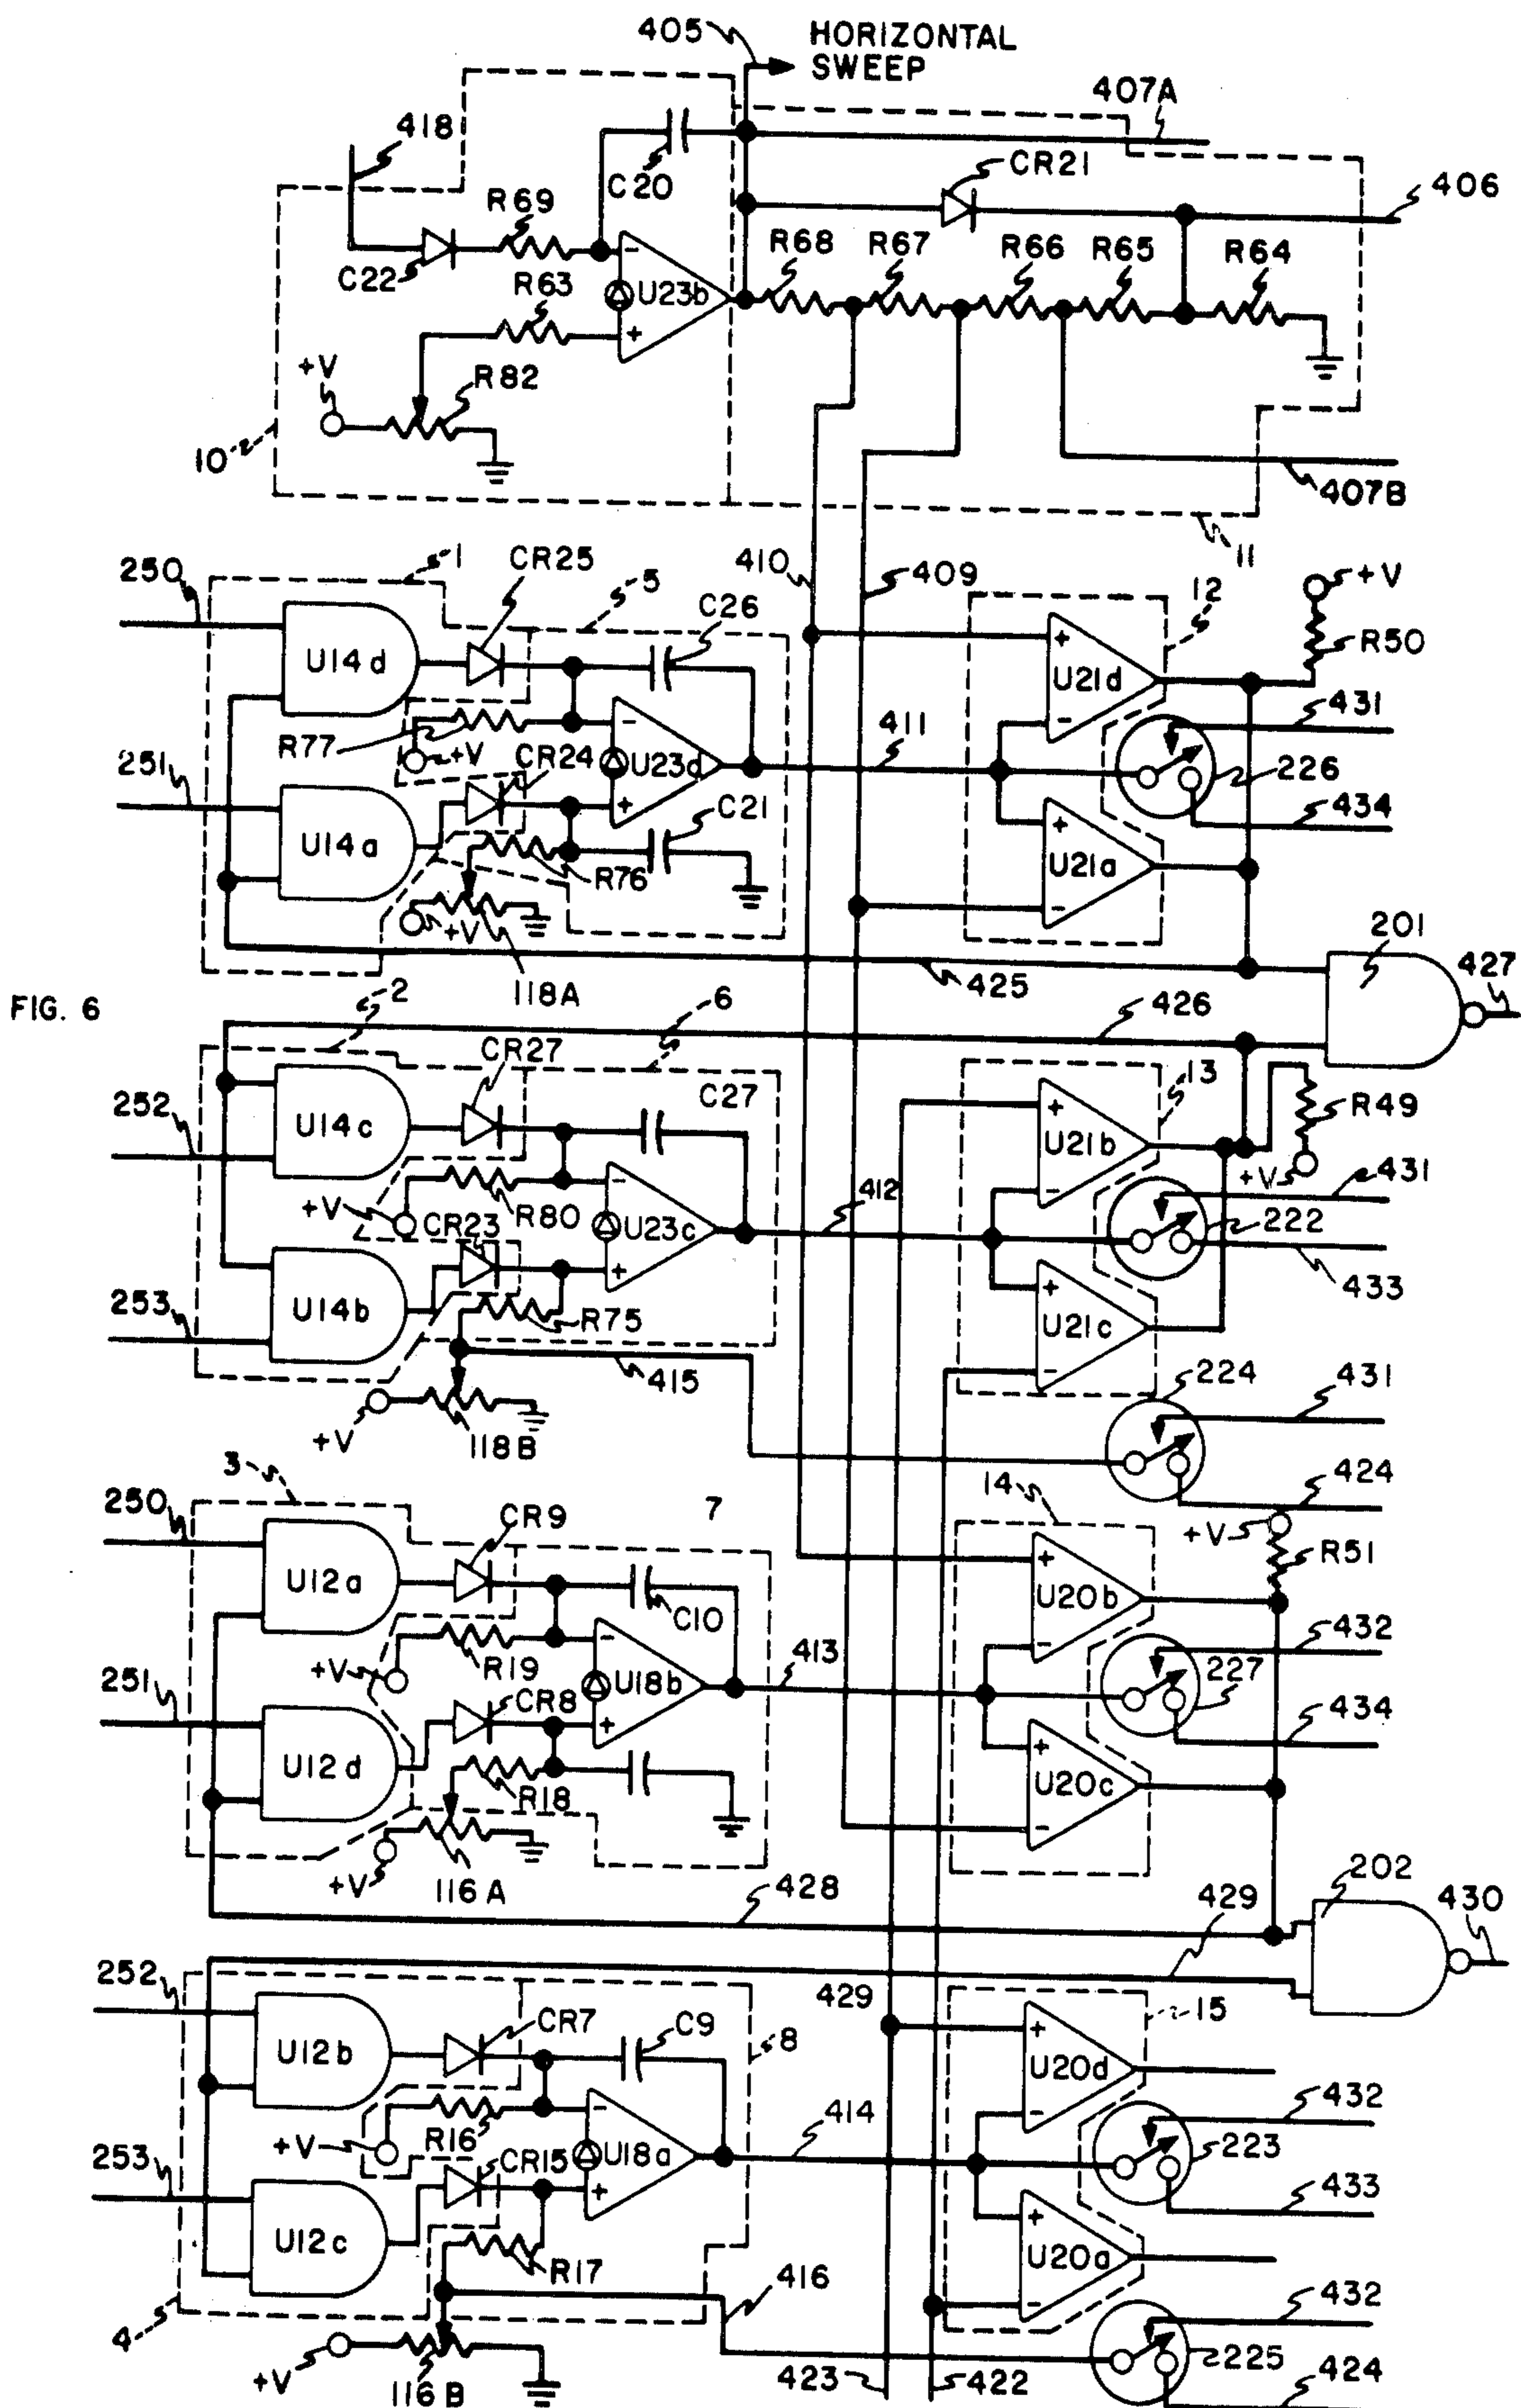 405
HORIZONTAL
SWEEP
407A
418
C20
CR21
406
R69
R68
R67
R66
R65
R64
C22
-
R63
U23b
+
+V
R82
10
407B
11
1
CR25
5
410
409
12
+V
250
C26
R50
U14d
+
U21d
431
R77
-
-
+V
CR24
U23d
411
226
251
+
C21
+
434
U14a
U21a
R76
-
+V
201
427
118A
425
FIG. 6
2
6
426
CR27
C27
13
252
U14c
+
U21b
R49
-
+V
431
+V
R80
-
412
CR23
U23c
222
253
U14b
+
+
433
R75
U21c
415
-
224
431
+V
118B
3
7
14
424
250
CR9
+V
R51
U12a
+
U20b
C10
432
R19
-
-
+V
U18b
413
227
251
CR8
+
+
434
U12d
R18
U20c
-
+V
116A
428
429
202
430
252
429
15
CR7
C9
8
U12b
+
U20d
432
R16
-
-
+V
414
CR15
U18a
223
253
+
+
433
U12c
R17
U20a
416
-
432
4
+V
116B
423
422
225
424